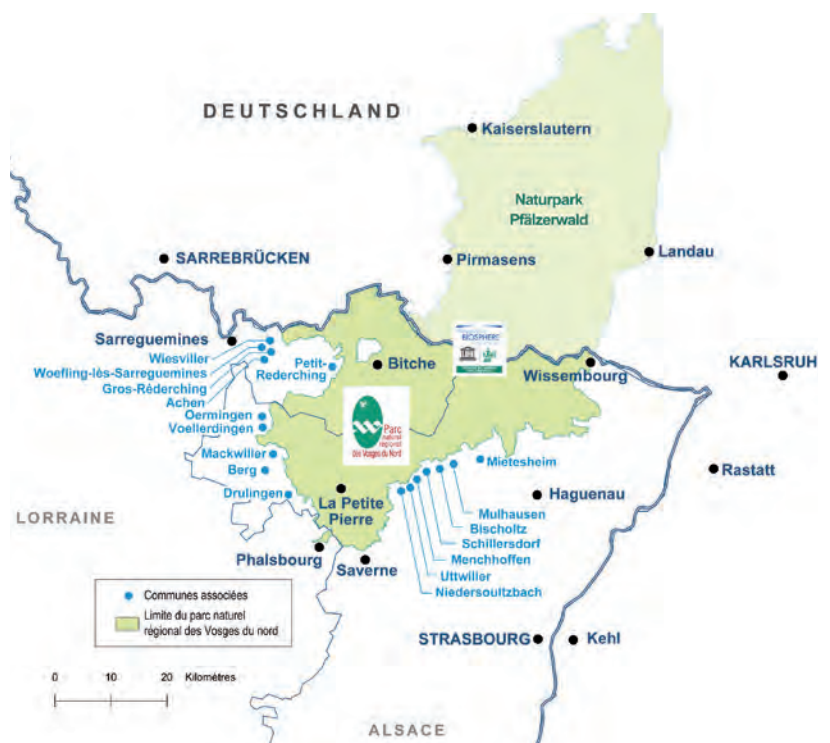 DEUTSCHLAND
Kaiserslautern
Naturpark
Pfälzerwald
SARREBRÜCKEN
Pirmasens
Landau
Sarreguemines
Wiesviller
Woelfling-lès-Sarreguemines
Gros-Réderching
Achen
Petit-
Rederching
Bitche
BIOSPHERE
Wissembourg
KARLSRUH
Oermingen
Voellerdingen
Parc
naturel
régional
des Vosges du Nord
Mackwiller
Berg
Drulingen
Mietesheim
Rastatt
La Petite
Pierre
Haguenau
Mulhausen
Bischoltz
Schillersdorf
Menchhoffen
Uttwiller
Niedersoultzbach
LORRAINE
Phalsbourg
Saverne
Communes associées
Limite du parc naturel
régional des Vosges du nord
STRASBOURG
Kehl
0 10 20 Kilométres
ALSACE